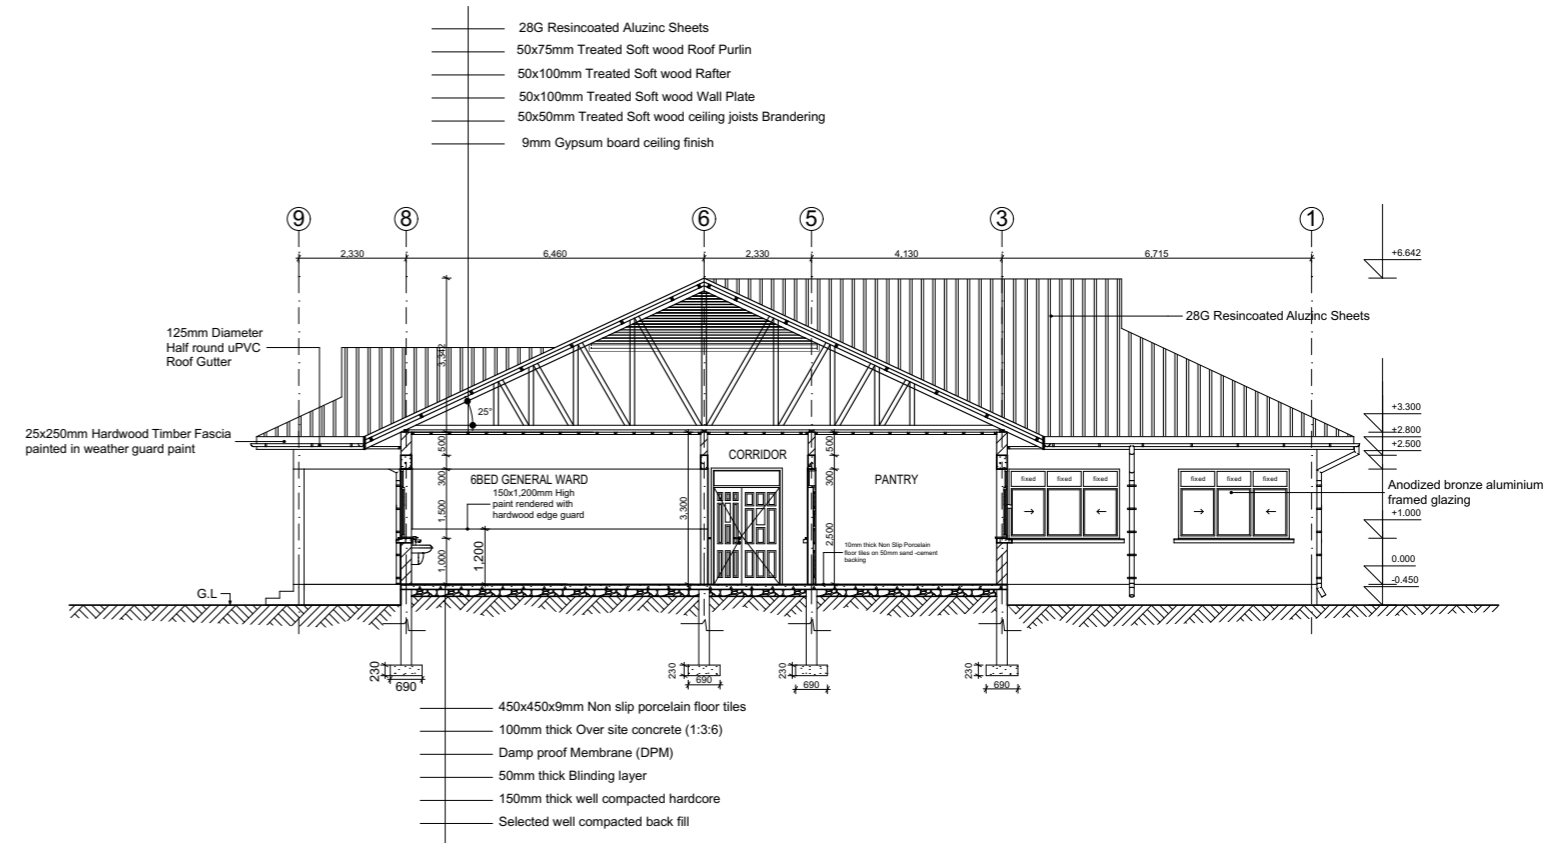 28G Resincoated Aluzinc Sheets
50x75mm Treated Soft wood Roof Purlin
50x100mm Treated Soft wood Rafter
50x100mm Treated Soft wood Wall Plate
50x50mm Treated Soft wood ceiling joists Brandering
9mm Gypsum board ceiling finish
9
8
6
5
3
1
2,330
6,460
2,330
4,130
6,715
+6.642
28G Resincoated Aluzinc Sheets
125mm Diameter
Half round uPVC
Roof Gutter
3,342
25°
25x250mm Hardwood Timber Fascia
painted in weather guard paint
+3.300
+2.800
+2.500
+1.000
0.000
-0.450
500
300
1,500
1,000
6BED GENERAL WARD
150x1,200mm High
paint rendered with
hardwood edge guard
1,200
3,300
CORRIDOR
500
300
2,500
PANTRY
10mm thick Non Slip Porcelain
floor tiles on 50mm sand -cement
backing
fixed
fixed
fixed
fixed
fixed
fixed
Anodized bronze aluminium
framed glazing
G.L
230
690
230
690
230
690
230
690
450x450x9mm Non slip porcelain floor tiles
100mm thick Over site concrete (1:3:6)
Damp proof Membrane (DPM)
50mm thick Blinding layer
150mm thick well compacted hardcore
Selected well compacted back fill